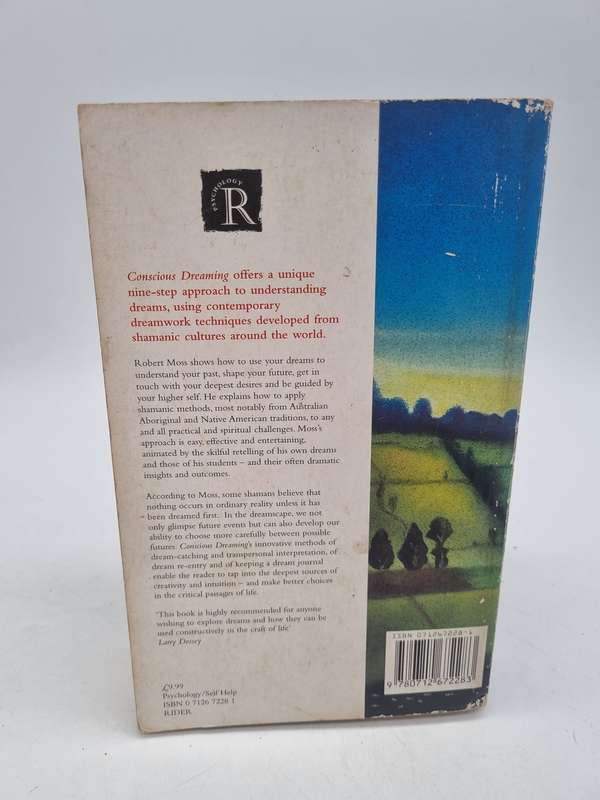 PSYCHOLOGY
R
Conscious Dreaming offers a unique
nine-step approach to understanding
dreams, using contemporary
dreamwork techniques developed from
shamanic cultures around the world.
Robert Moss shows how to use your dreams to
understand your past, shape your future, get in
touch with your deepest desires and be guided by
your higher self. He explains how to apply
shamanic methods, most notably from Australian
Aboriginal and Native American traditions, to any
and all practical and spiritual challenges. Moss's
approach is easy, effective and entertaining,
animated by the skilful retelling of his own dreams
and those of his students – and their often dramatic
insights and outcomes.
According to Moss, some shamans believe that
nothing occurs in ordinary reality unless it has
been dreamed first. In the dreamscape, we not
only glimpse future events but can also develop our
ability to choose more carefully between possible
futures. Conscious Dreaming's innovative methods of
dream-catching and transpersonal interpretation, of
dream re-entry and of keeping a dream journal
enable the reader to tap into the deepest sources of
creativity and intuition – and make better choices
in the critical passages of life.
'This book is highly recommended for anyone
wishing to explore dreams and how they can be
used constructively in the craft of life'
Larry Dossey
£9.99
Psychology/Self Help
ISBN 0 7126 7228 1
RIDER
ISBN 0712672281
9 780712 672283